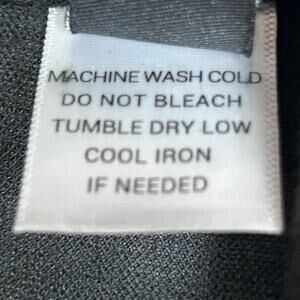 MACHINE WASH COLD
DO NOT BLEACH
TUMBLE DRY LOW
COOL IRON
IF NEEDED